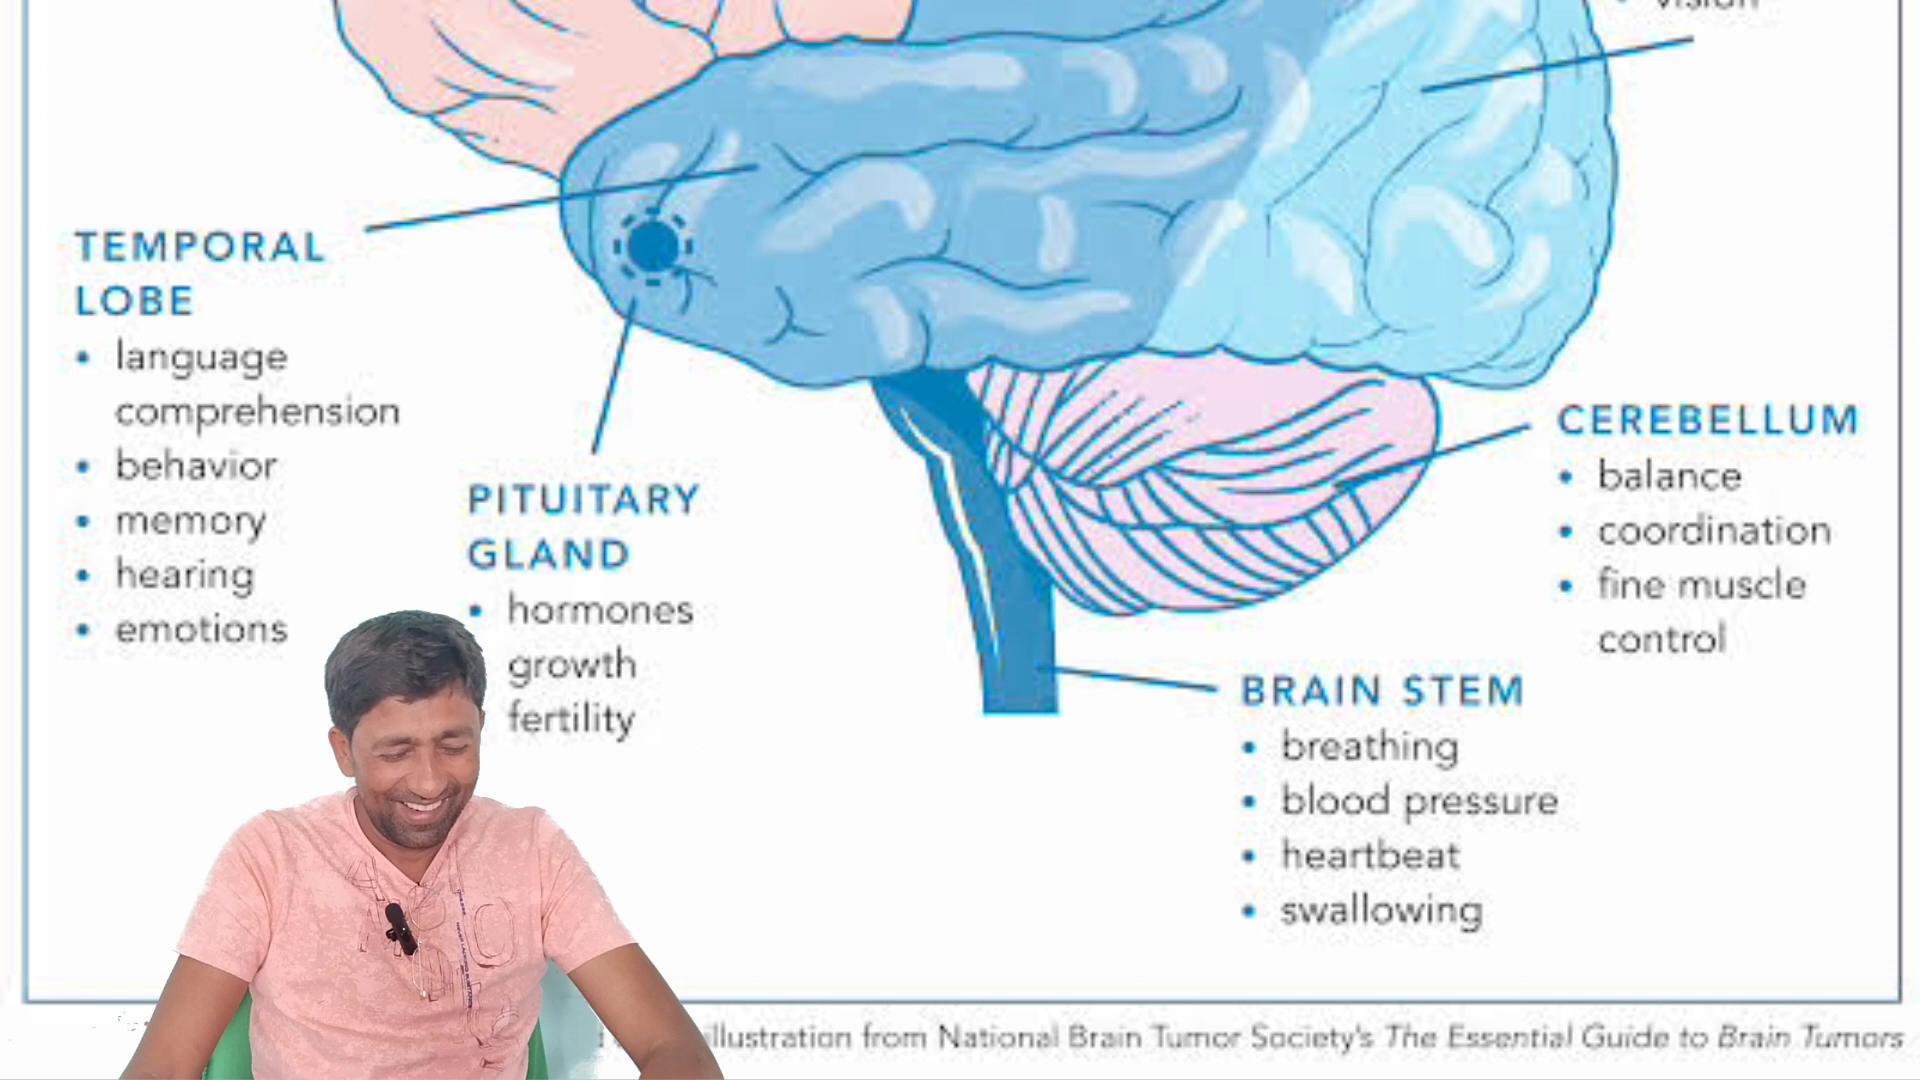 vision
TEMPORAL
LOBE
• language
comprehension
• behavior
• memory
• hearing
• emotions
PITUITARY
GLAND
• hormones
growth
fertility
CEREBELLUM
• balance
• coordination
• fine muscle
control
BRAIN STEM
• breathing
• blood pressure
• heartbeat
• swallowing
illustration from National Brain Tumor Society's The Essential Guide to Brain Tumors